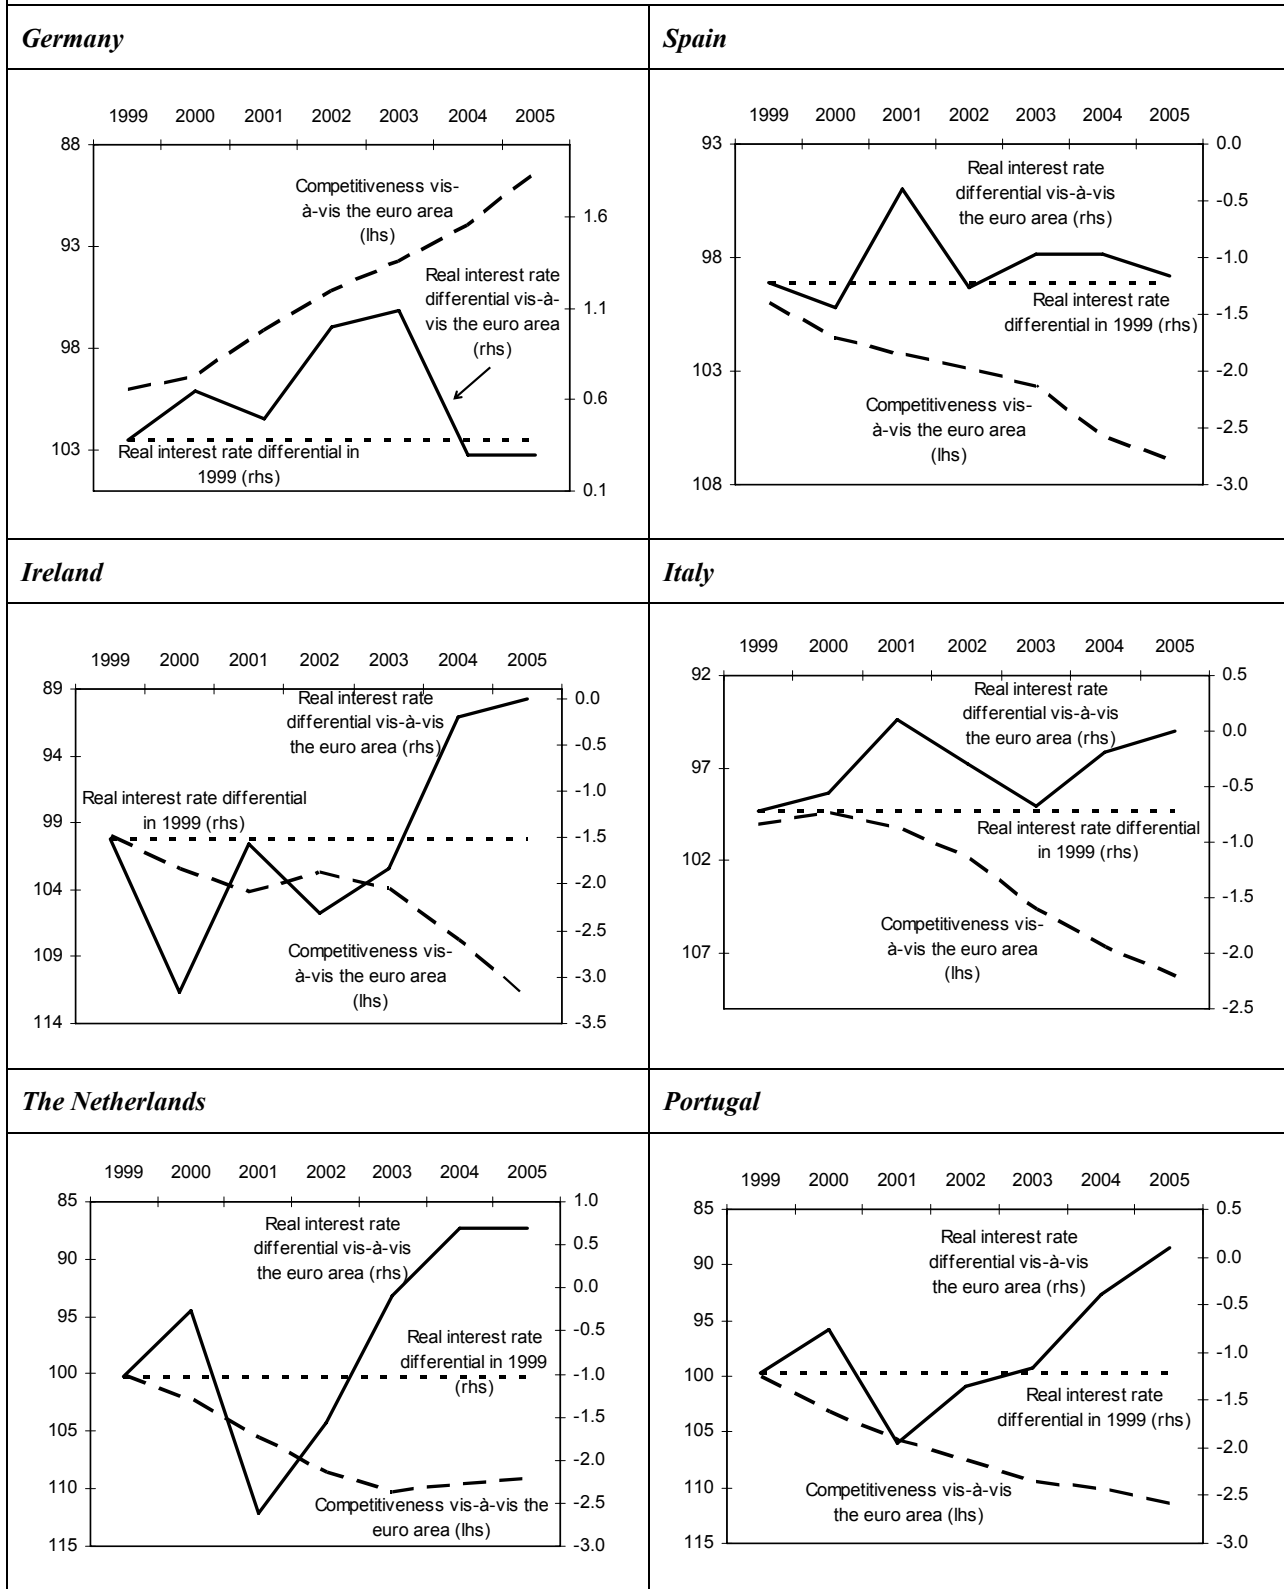 Germany
Spain
1999 2000 2001 2002 2003 2004 2005
88
93
98
103
Competitiveness vis-
à-vis the euro area
(lhs)
Real interest rate
differential vis-à-
vis the euro area
(rhs)
Real interest rate differential in
1999 (rhs)
1.6
1.1
0.6
0.1
1999 2000 2001 2002 2003 2004 2005
93
98
103
108
Real interest rate
differential vis-à-vis
the euro area (rhs)
Real interest rate
differential in 1999 (rhs)
Competitiveness vis-
à-vis the euro area
(lhs)
0.0
-0.5
-1.0
-1.5
-2.0
-2.5
-3.0
Ireland
Italy
1999 2000 2001 2002 2003 2004 2005
89
94
99
104
109
114
Real interest rate
differential vis-à-vis
the euro area (rhs)
Real interest rate differential
in 1999 (rhs)
Competitiveness vis-
à-vis the euro area
(lhs)
0.0
-0.5
-1.0
-1.5
-2.0
-2.5
-3.0
-3.5
1999 2000 2001 2002 2003 2004 2005
92
97
102
107
Real interest rate
differential vis-à-vis
the euro area (rhs)
Real interest rate differential
in 1999 (rhs)
Competitiveness vis-
à-vis the euro area
(lhs)
0.5
0.0
-0.5
-1.0
-1.5
-2.0
-2.5
The Netherlands
Portugal
1999 2000 2001 2002 2003 2004 2005
85
90
95
100
105
110
115
Real interest rate
differential vis-à-vis
the euro area (rhs)
Real interest rate
differential in 1999
(rhs)
Competitiveness vis-à-vis the
euro area (lhs)
1.0
0.5
0.0
-0.5
-1.0
-1.5
-2.0
-2.5
-3.0
1999 2000 2001 2002 2003 2004 2005
85
90
95
100
105
110
115
Real interest rate
differential vis-à-vis
the euro area (rhs)
Real interest rate
differential in 1999 (rhs)
Competitiveness vis-à-vis
the euro area (lhs)
0.5
0.0
-0.5
-1.0
-1.5
-2.0
-2.5
-3.0